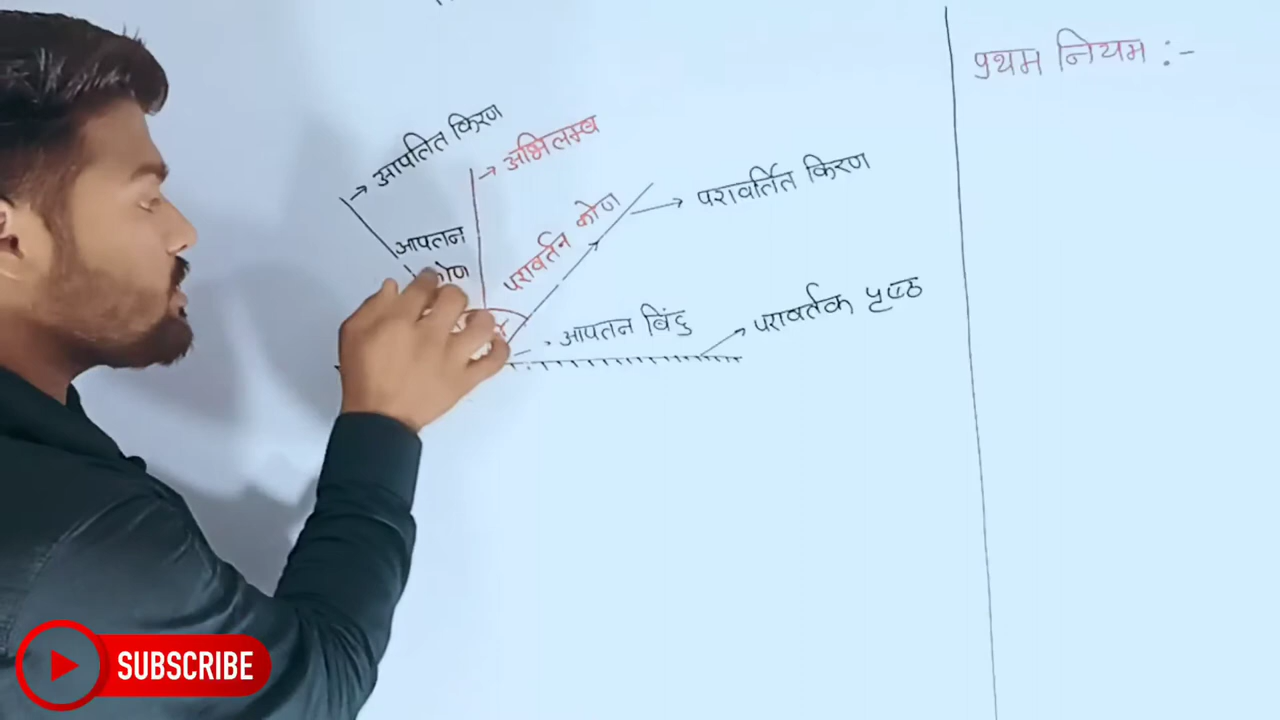 प्रथम नियम :-
आपतित किरण
अभिलम्ब
परावर्तित किरण
आपतन
कोण
परावर्तन कोण
आपतन बिंदु
परावर्तक पृष्ठ
SUBSCRIBE